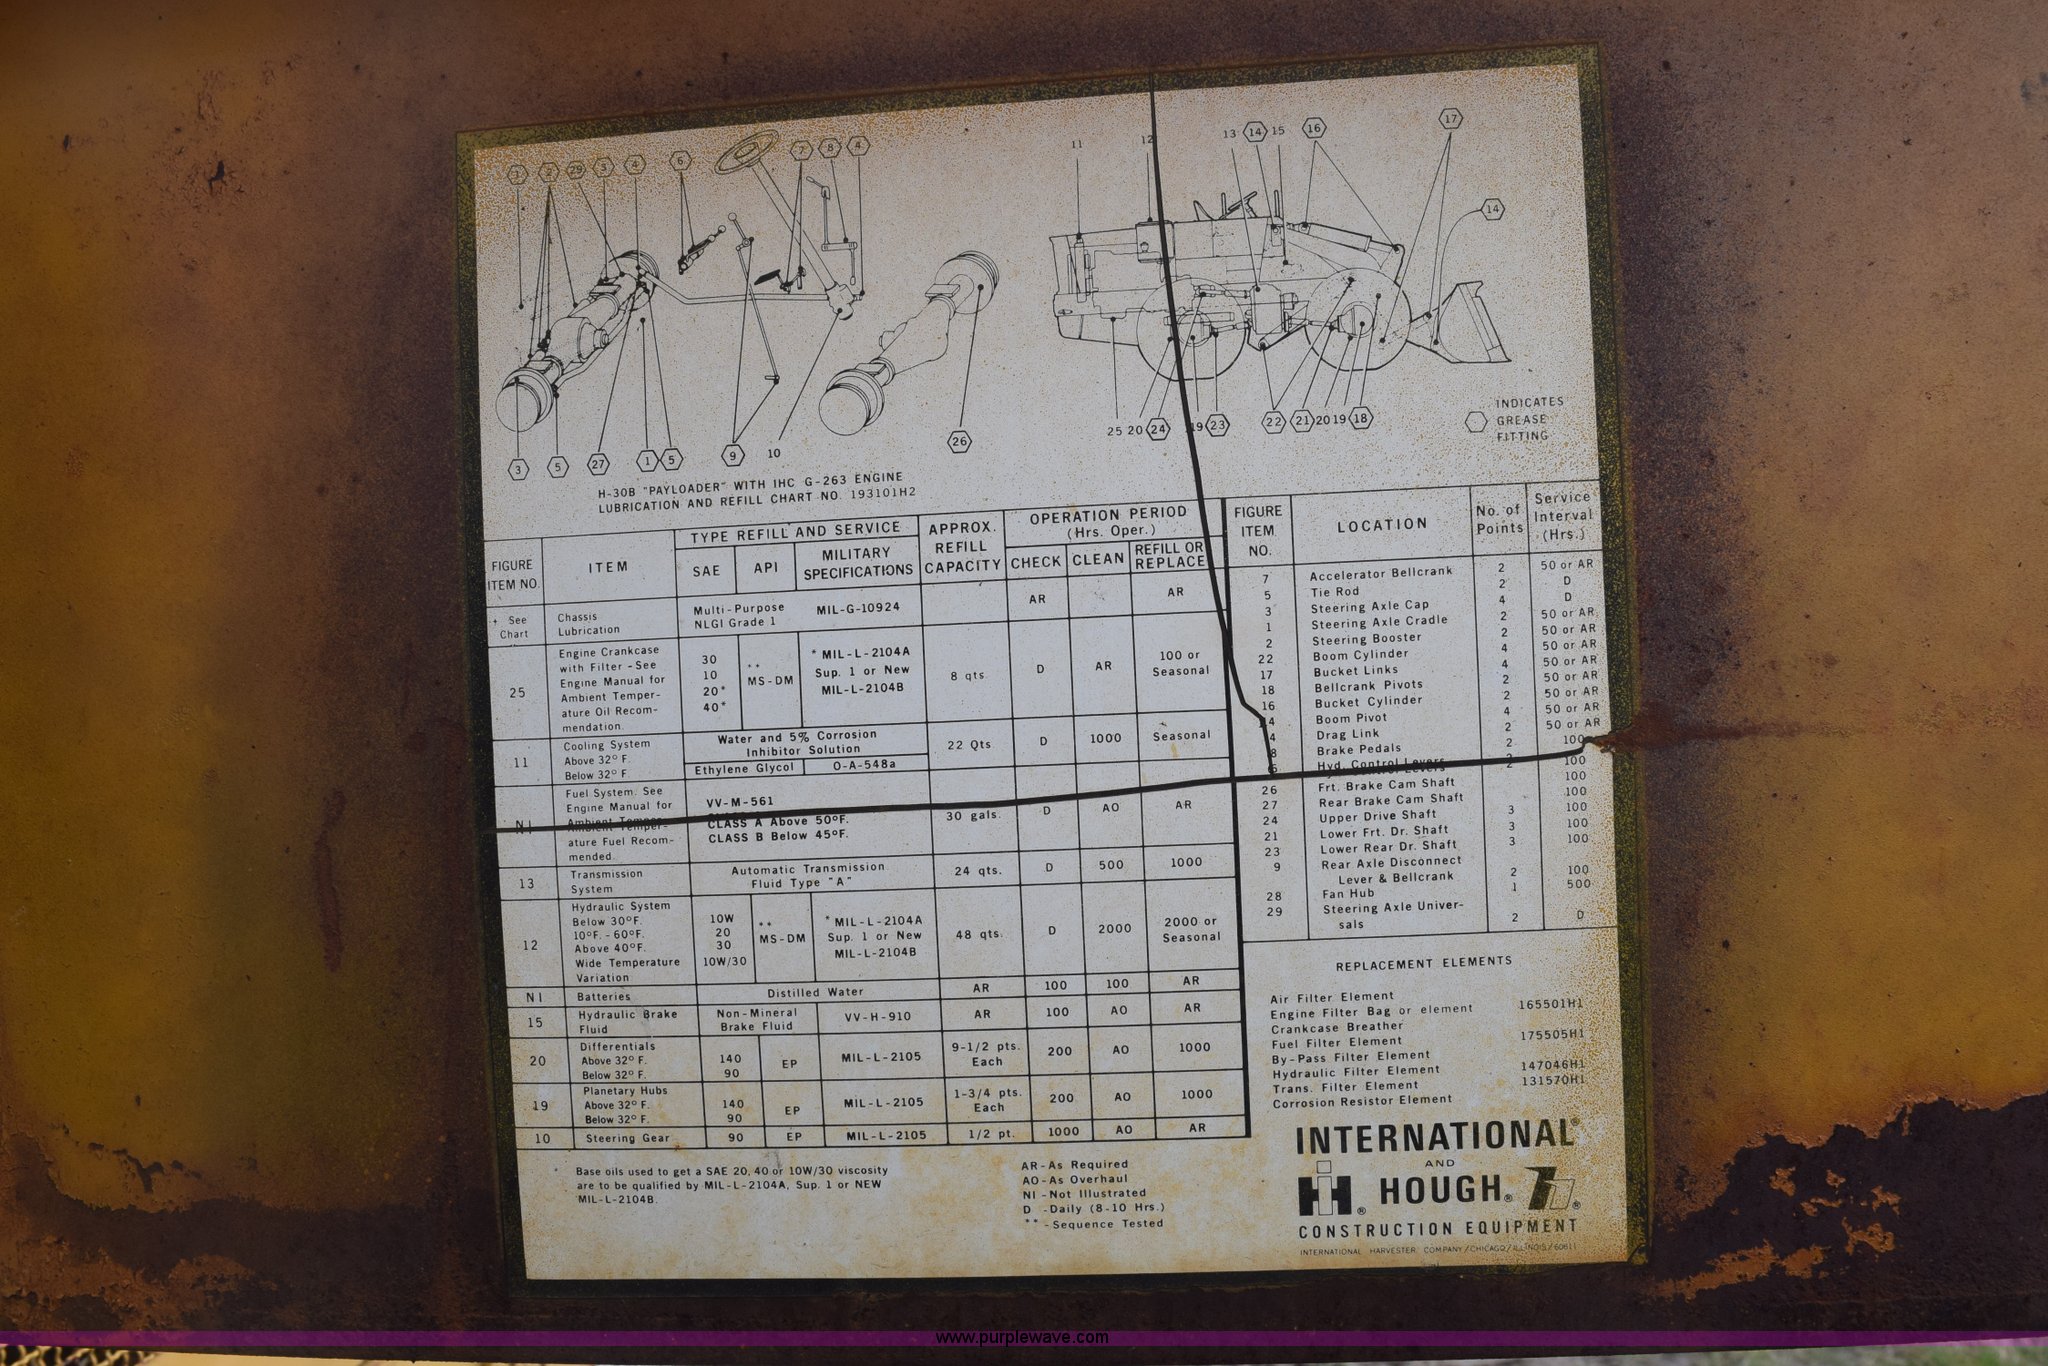 1 2 29 3 4 6 7 8 4
11 12 13 14 15 16 17
14
3 5 27 1 5 9 10 26
25 20 24 19 23 22 21 20 19 18
INDICATES
GREASE
FITTING
H-30B "PAYLOADER" WITH IHC G-263 ENGINE
LUBRICATION AND REFILL CHART NO. 193101H2
FIGURE ITEM NO. ITEM TYPE REFILL AND SERVICE APPROX. REFILL CAPACITY OPERATION PERIOD (Hrs. Oper.)
SAE API MILITARY SPECIFICATIONS CHECK CLEAN REFILL OR REPLACE
+ See Chart Chassis Lubrication Multi-Purpose NLGI Grade 1 MIL-G-10924 AR AR
25 Engine Crankcase with Filter - See Engine Manual for Ambient Temper- ature Oil Recom- mendation. 30 10 20* 40* ** MS-DM * MIL-L-2104A Sup. 1 or New MIL-L-2104B 8 qts. D AR 100 or Seasonal
11 Cooling System Above 32° F. Below 32° F Water and 5% Corrosion Inhibitor Solution Ethylene Glycol O-A-548a 22 Qts. D 1000 Seasonal
NI Fuel System. See Engine Manual for Ambient Temper- ature Fuel Recom- mended. VV-M-561 CLASS A Above 50°F. CLASS B Below 45°F. 30 gals. D AO AR
13 Transmission System Automatic Transmission Fluid Type "A" 24 qts. D 500 1000
12 Hydraulic System Below 30°F. 10°F. - 60°F. Above 40°F. Wide Temperature Variation 10W 20 30 10W/30 ** MS-DM * MIL-L-2104A Sup. 1 or New MIL-L-2104B 48 qts. D 2000 2000 or Seasonal
NI Batteries Distilled Water AR 100 100 AR
15 Hydraulic Brake Fluid Non-Mineral Brake Fluid VV-H-910 AR 100 AO AR
20 Differentials Above 32° F. Below 32° F. 140 90 EP MIL-L-2105 9-1/2 pts. Each 200 AO 1000
19 Planetary Hubs Above 32° F. Below 32° F. 140 90 EP MIL-L-2105 1-3/4 pts. Each 200 AO 1000
10 Steering Gear 90 EP MIL-L-2105 1/2 pt. 1000 AO AR
Base oils used to get a SAE 20, 40 or 10W/30 viscosity
are to be qualified by MIL-L-2104A, Sup. 1 or NEW
MIL-L-2104B.
AR - As Required
AO - As Overhaul
NI - Not Illustrated
D - Daily (8-10 Hrs.)
** - Sequence Tested
FIGURE ITEM NO. LOCATION No. of Points Service Interval (Hrs.)
7 Accelerator Bellcrank 2 50 or AR
5 Tie Rod 2 D
3 Steering Axle Cap 4 D
1 Steering Axle Cradle 2 50 or AR
2 Steering Booster 2 50 or AR
22 Boom Cylinder 4 50 or AR
17 Bucket Links 4 50 or AR
18 Bellcrank Pivots 2 50 or AR
16 Bucket Cylinder 2 50 or AR
14 Boom Pivot 4 50 or AR
4 Drag Link 2 50 or AR
8 Brake Pedals 2 100
6 Hyd. Control Levers 2 100
26 Frt. Brake Cam Shaft 100
27 Rear Brake Cam Shaft 100
24 Upper Drive Shaft 3 100
21 Lower Frt. Dr. Shaft 3 100
23 Lower Rear Dr. Shaft 3 100
9 Rear Axle Disconnect
Lever & Bellcrank 2 100
28 Fan Hub 1 500
29 Steering Axle Univer-
sals 2 D
REPLACEMENT ELEMENTS
Air Filter Element
Engine Filter Bag or element 165501H1
Crankcase Breather
Fuel Filter Element 175505H1
By-Pass Filter Element
Hydraulic Filter Element 147046H1
Trans. Filter Element 131570H1
Corrosion Resistor Element
INTERNATIONAL®
AND
IH® HOUGH® H®
CONSTRUCTION EQUIPMENT
INTERNATIONAL HARVESTER COMPANY/CHICAGO/ILLINOIS/60611
www.purplewave.com